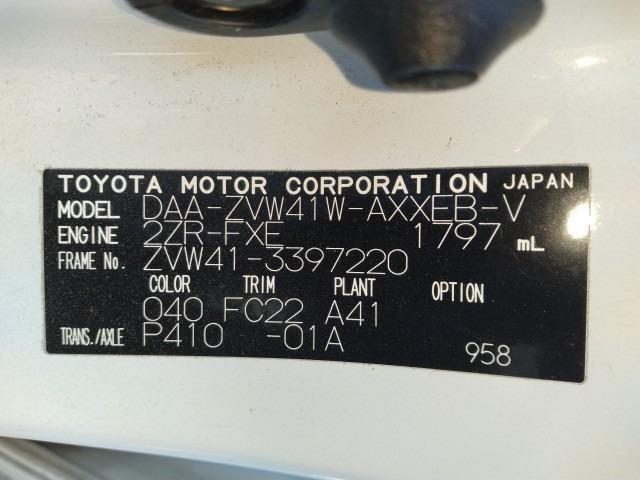 TOYOTA MOTOR CORPORATION JAPAN
MODEL DAA-ZVW41W-AXXEB-V
ENGINE 2ZR-FXE 1797 mL
FRAME No. ZVW41-3397220
COLOR TRIM PLANT OPTION
040 FC22 A41
TRANS./AXLE P410 -01A
958